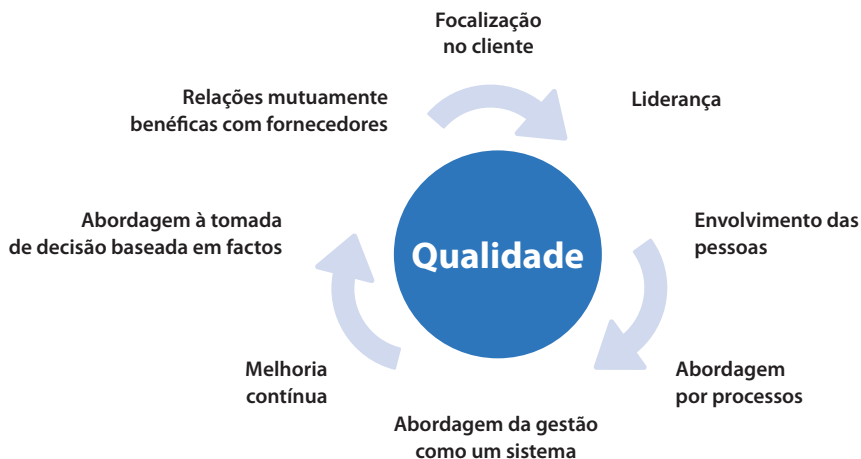 Focalização
no cliente
Relações mutuamente
benéficas com fornecedores
Liderança
Abordagem à tomada
de decisão baseada em factos
Qualidade
Envolvimento das
pessoas
Melhoria
contínua
Abordagem
por processos
Abordagem da gestão
como um sistema